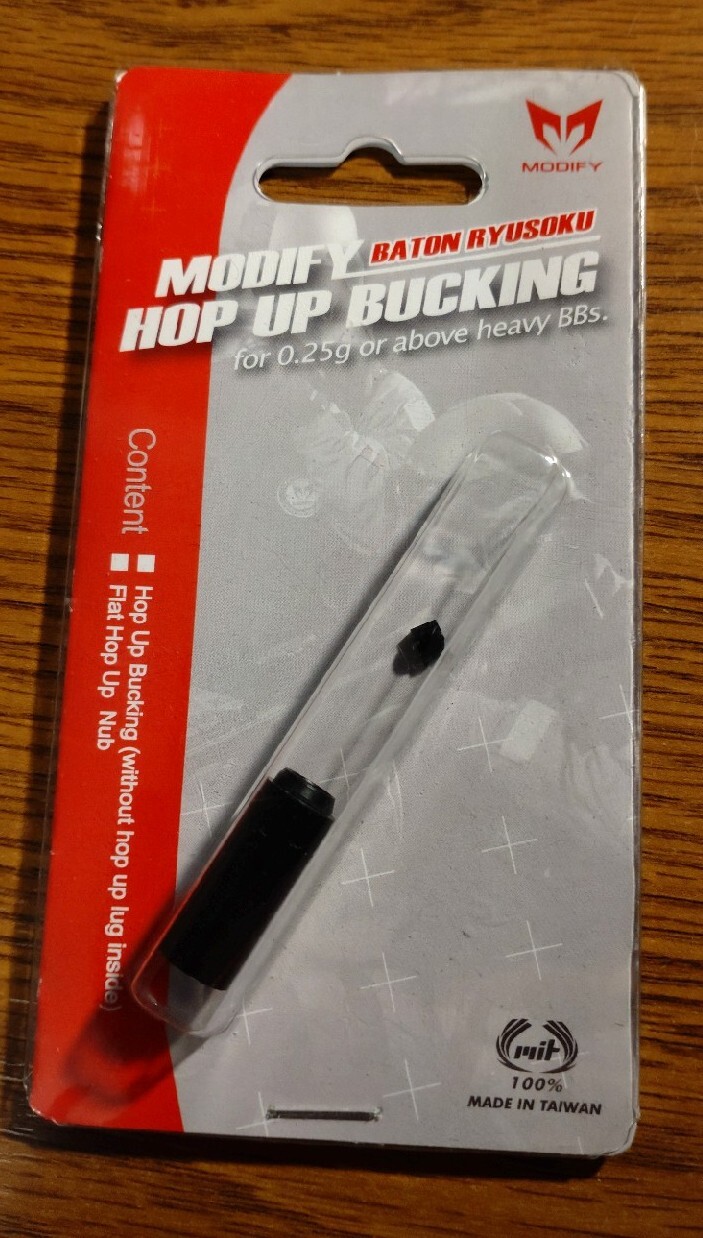 MODIFY
MODIFY BATON RYUSOKU
HOP UP BUCKING
for 0.25g or above heavy BBs.
Content
Hop Up Bucking (without hop up lug inside)
Flat Hop Up Nub
mit
100%
MADE IN TAIWAN